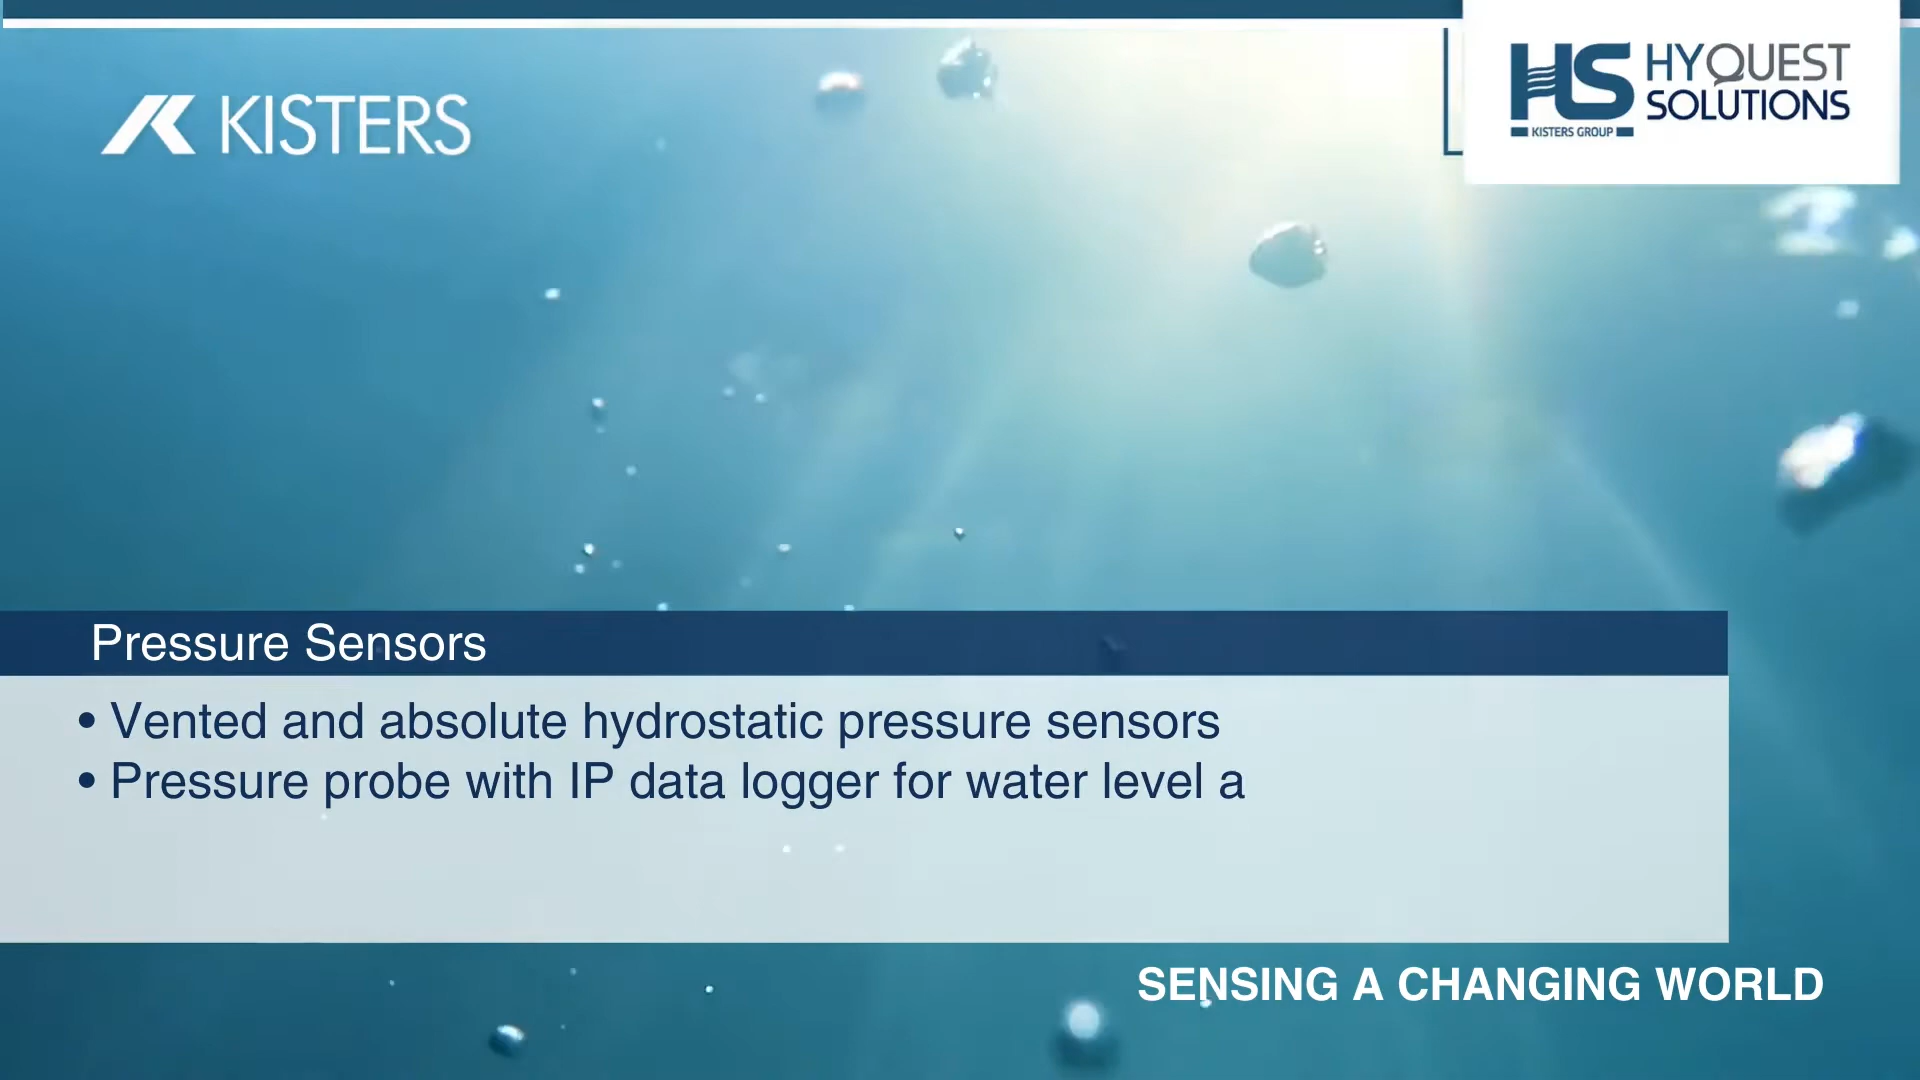 KISTERS
HS HYQUEST
SOLUTIONS
KISTERS GROUP
Pressure Sensors
• Vented and absolute hydrostatic pressure sensors
• Pressure probe with IP data logger for water level a
SENSING A CHANGING WORLD